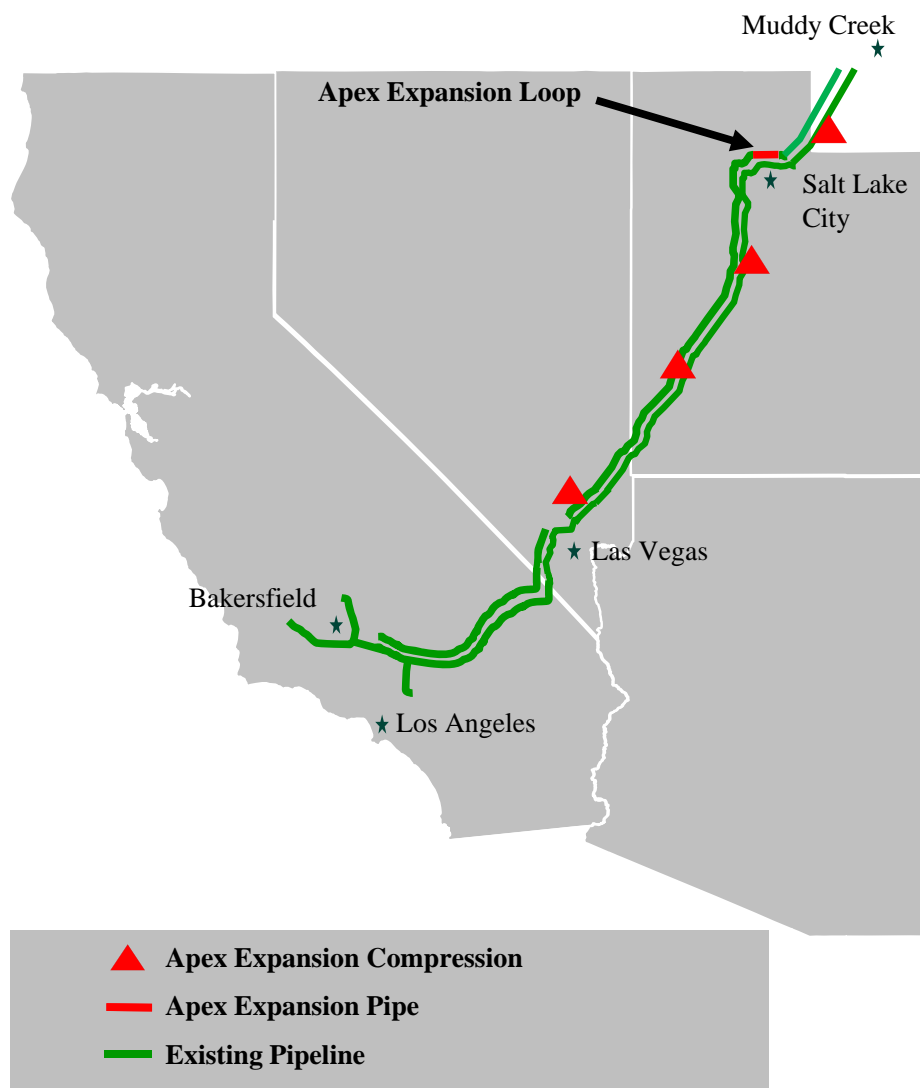 Muddy Creek
Apex Expansion Loop
Salt Lake
City
Las Vegas
Bakersfield
Los Angeles
Apex Expansion Compression
Apex Expansion Pipe
Existing Pipeline